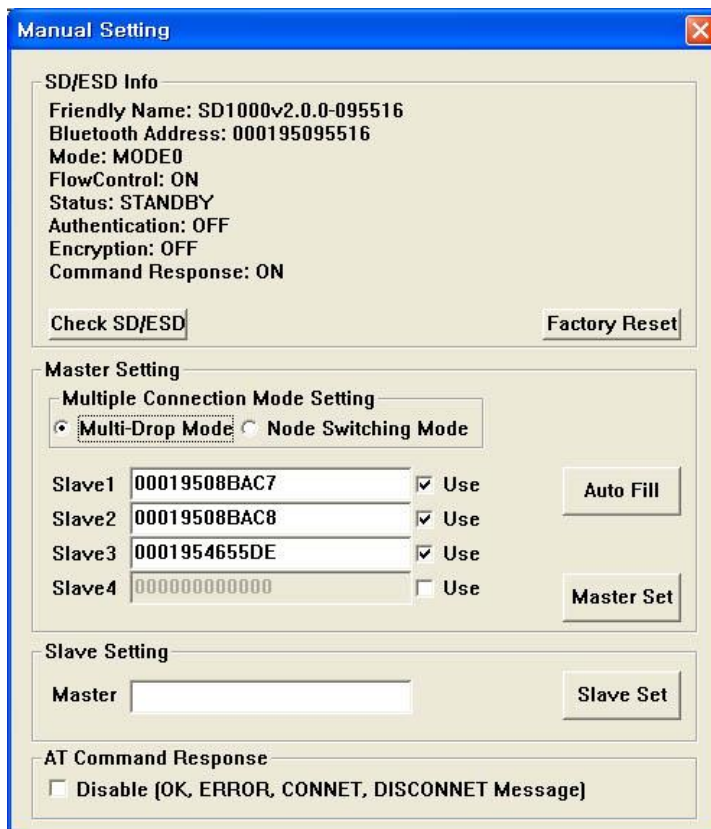 Manual Setting
SD/ESD Info
Friendly Name: SD1000v2.0.0-095516
Bluetooth Address: 000195095516
Mode: MODE0
FlowControl: ON
Status: STANDBY
Authentication: OFF
Encryption: OFF
Command Response: ON
Check SD/ESD Factory Reset
Master Setting
Multiple Connection Mode Setting
Multi-Drop Mode Node Switching Mode
Slave1 00019508BAC7 Use Auto Fill
Slave2 00019508BAC8 Use
Slave3 0001954655DE Use
Slave4 000000000000 Use Master Set
Slave Setting
Master Slave Set
AT Command Response
Disable (OK, ERROR, CONNET, DISCONNET Message)